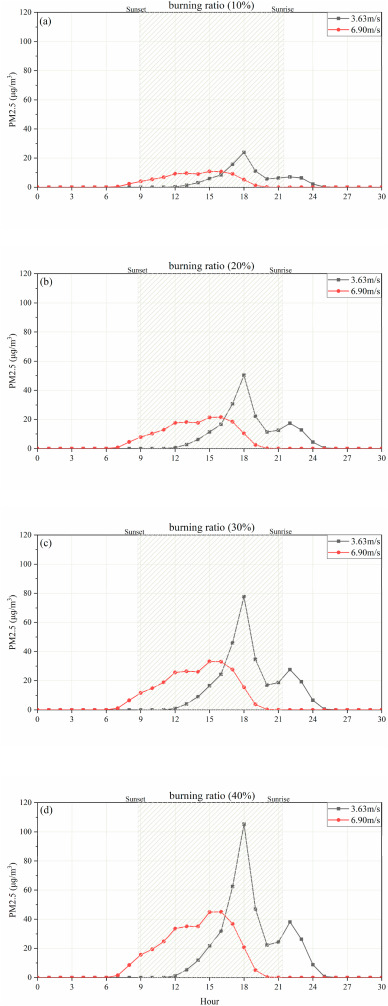 burning ratio (10%)
Sunset Sunrise
(a)
3.63m/s
6.90m/s
PM2.5 (μg/m³)
120
100
80
60
40
20
0
0 3 6 9 12 15 18 21 24 27 30
burning ratio (20%)
Sunset Sunrise
(b)
3.63m/s
6.90m/s
PM2.5 (μg/m³)
120
100
80
60
40
20
0
0 3 6 9 12 15 18 21 24 27 30
burning ratio (30%)
Sunset Sunrise
(c)
3.63m/s
6.90m/s
PM2.5 (μg/m³)
120
100
80
60
40
20
0
0 3 6 9 12 15 18 21 24 27 30
burning ratio (40%)
Sunset Sunrise
(d)
3.63m/s
6.90m/s
PM2.5 (μg/m³)
120
100
80
60
40
20
0
0 3 6 9 12 15 18 21 24 27 30
Hour